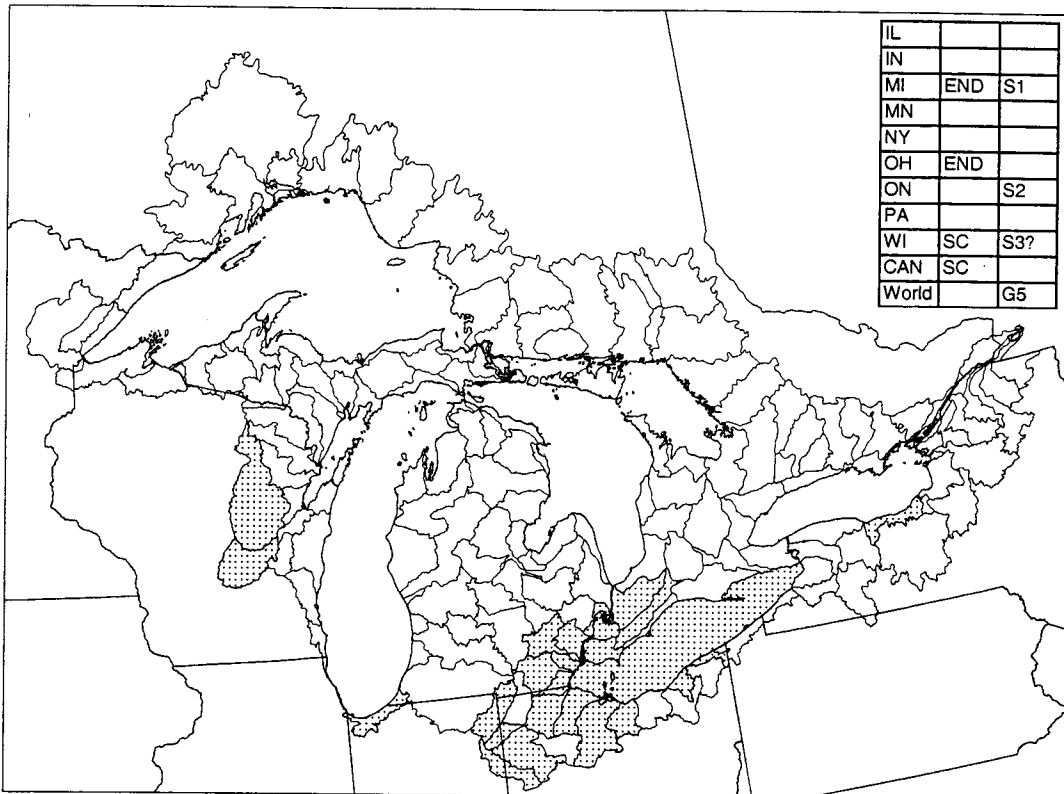 IL
IN
MI END S1
MN
NY
OH END
ON S2
PA
WI SC S3?
CAN SC
World G5